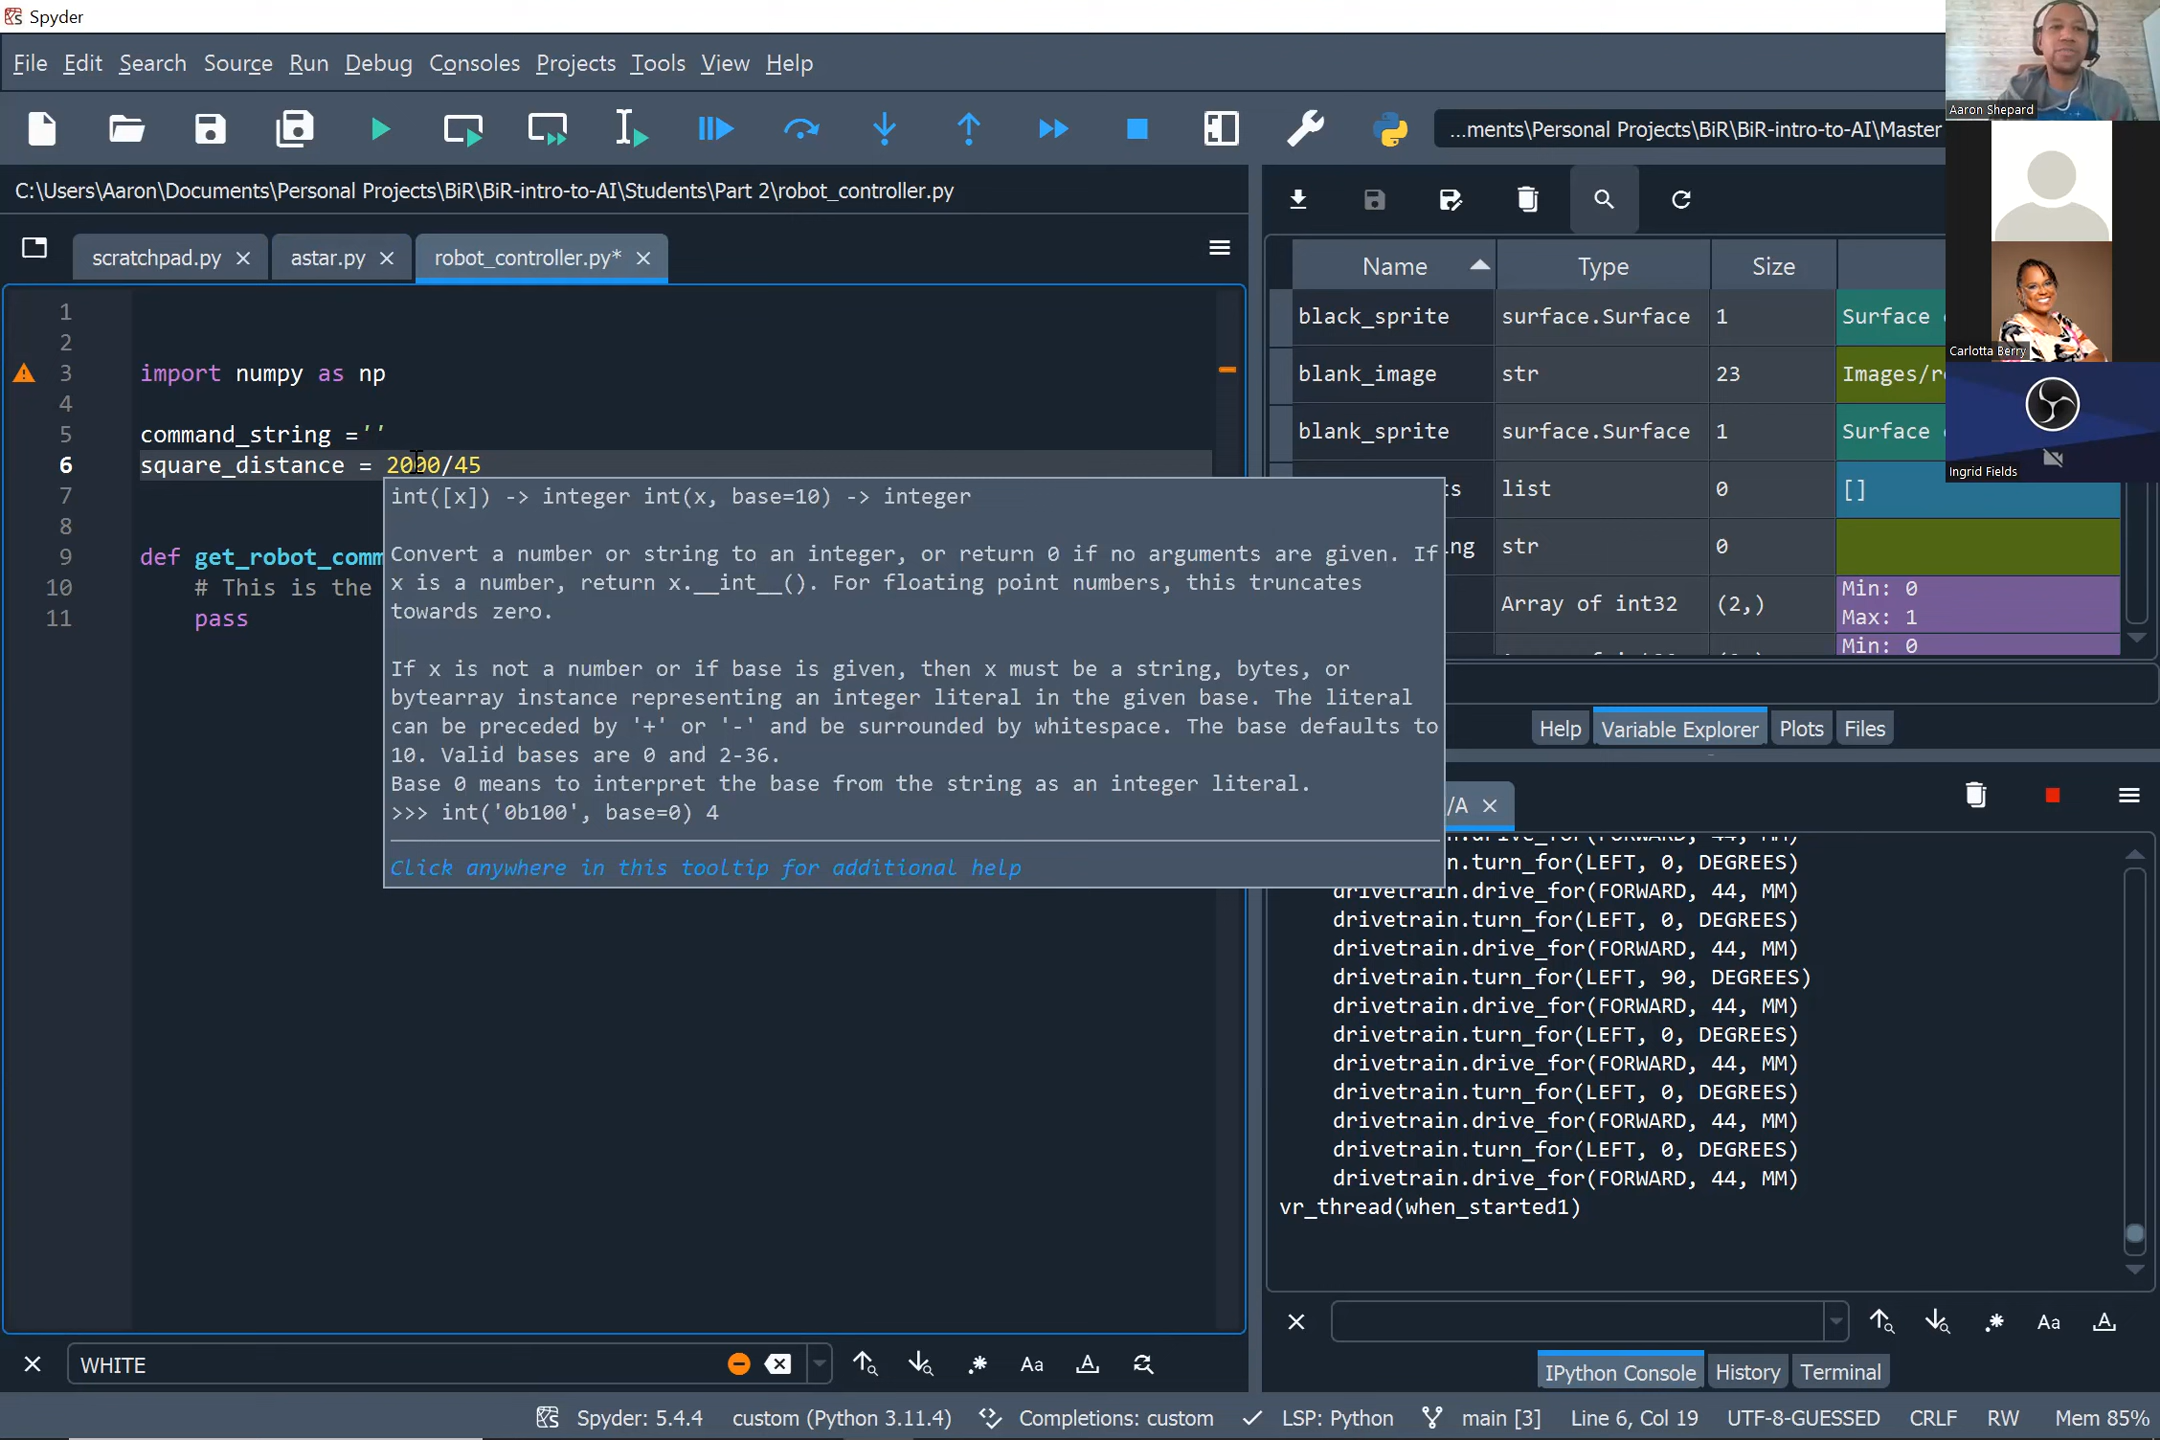 Spyder
File Edit Search Source Run Debug Consoles Projects Tools View Help
...ments\Personal Projects\BiR\BiR-intro-to-AI\Master
C:\Users\Aaron\Documents\Personal Projects\BiR\BiR-intro-to-AI\Students\Part 2\robot_controller.py
scratchpad.py
astar.py
robot_controller.py*
1
2
3 import numpy as np
4
5 command_string =''
6 square_distance = 2000/45
7
8
9 def get_robot_comm
10 # This is the
11 pass
int([x]) -> integer int(x, base=10) -> integer
Convert a number or string to an integer, or return 0 if no arguments are given. If
x is a number, return x.__int__(). For floating point numbers, this truncates
towards zero.
If x is not a number or if base is given, then x must be a string, bytes, or
bytearray instance representing an integer literal in the given base. The literal
can be preceded by '+' or '-' and be surrounded by whitespace. The base defaults to
10. Valid bases are 0 and 2-36.
Base 0 means to interpret the base from the string as an integer literal.
>>> int('0b100', base=0) 4
Click anywhere in this tooltip for additional help
WHITE
Aa
Name Type Size
black_sprite surface.Surface 1 Surface
blank_image str 23 Images/r
blank_sprite surface.Surface 1 Surface
ts list 0 []
ng str 0
Array of int32 (2,) Min: 0
Max: 1
Min: 0
Help Variable Explorer Plots Files
/A
drivetrain.drive_for(FORWARD, 44, MM)
n.turn_for(LEFT, 0, DEGREES)
drivetrain.drive_for(FORWARD, 44, MM)
drivetrain.turn_for(LEFT, 0, DEGREES)
drivetrain.drive_for(FORWARD, 44, MM)
drivetrain.turn_for(LEFT, 90, DEGREES)
drivetrain.drive_for(FORWARD, 44, MM)
drivetrain.turn_for(LEFT, 0, DEGREES)
drivetrain.drive_for(FORWARD, 44, MM)
drivetrain.turn_for(LEFT, 0, DEGREES)
drivetrain.drive_for(FORWARD, 44, MM)
drivetrain.turn_for(LEFT, 0, DEGREES)
drivetrain.drive_for(FORWARD, 44, MM)
vr_thread(when_started1)
Aa
IPython Console History Terminal
Aaron Shepard
Carlotta Berry
Ingrid Fields
Spyder: 5.4.4 custom (Python 3.11.4) Completions: custom LSP: Python main [3] Line 6, Col 19 UTF-8-GUESSED CRLF RW Mem 85%